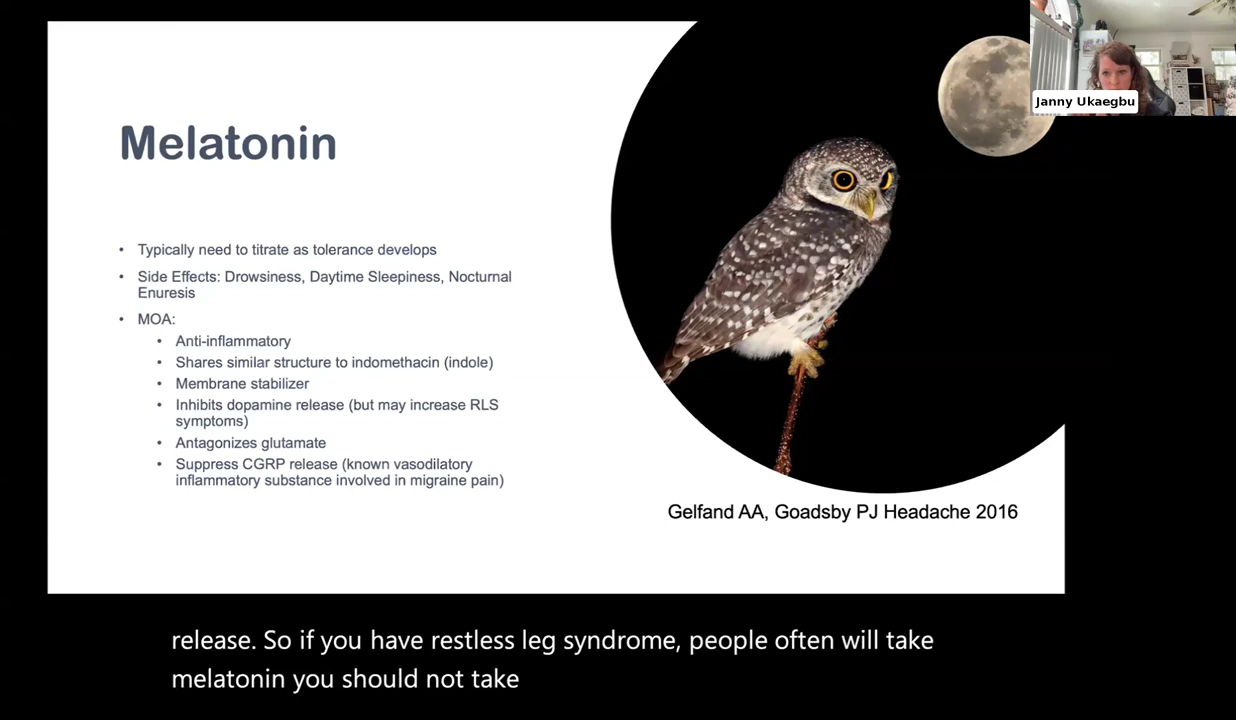 Janny Ukaegbu
Melatonin
• Typically need to titrate as tolerance develops
• Side Effects: Drowsiness, Daytime Sleepiness, Nocturnal
Enuresis
• MOA:
• Anti-inflammatory
• Shares similar structure to indomethacin (indole)
• Membrane stabilizer
• Inhibits dopamine release (but may increase RLS
symptoms)
• Antagonizes glutamate
• Suppress CGRP release (known vasodilatory
inflammatory substance involved in migraine pain)
Gelfand AA, Goadsby PJ Headache 2016
release. So if you have restless leg syndrome, people often will take
melatonin you should not take